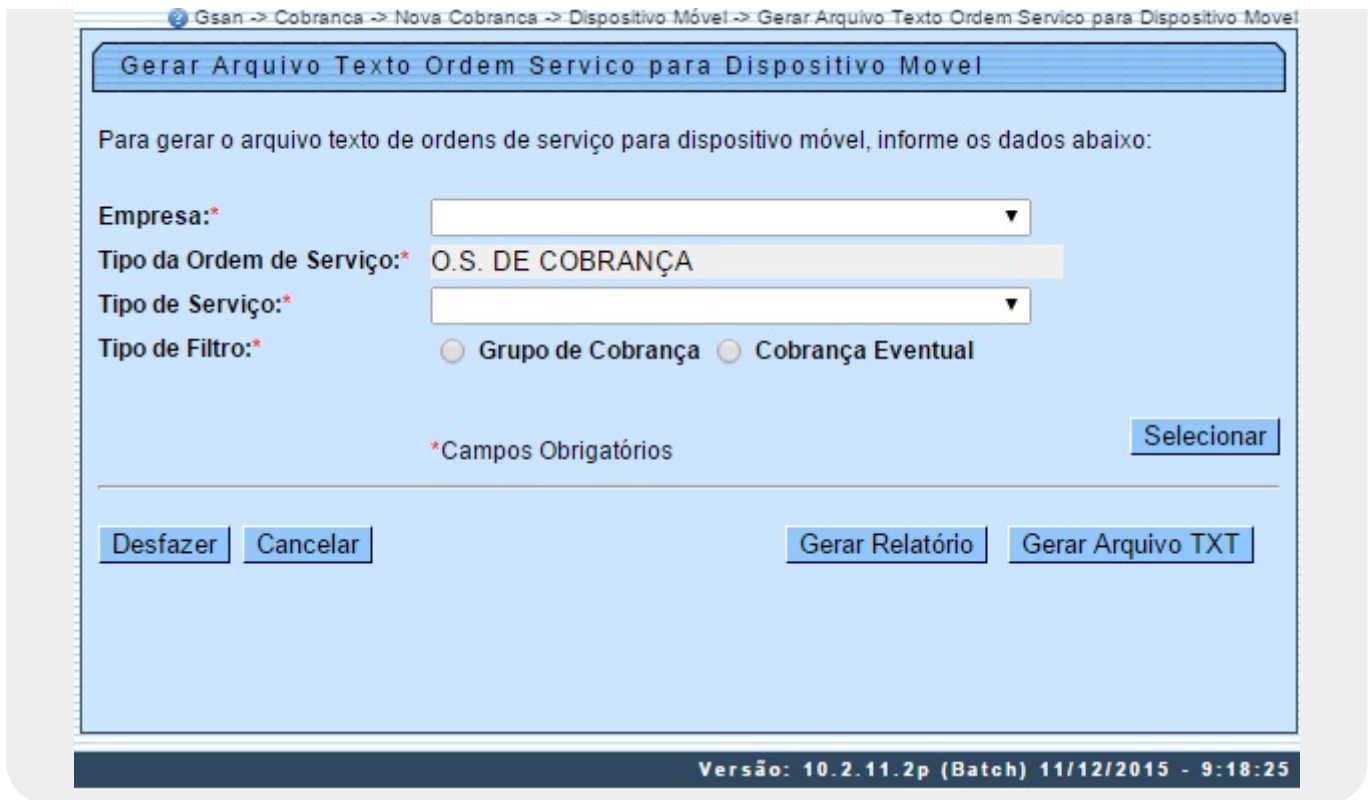 Gsan -> Cobranca -> Nova Cobranca -> Dispositivo Móvel -> Gerar Arquivo Texto Ordem Servico para Dispositivo Movel
Gerar Arquivo Texto Ordem Servico para Dispositivo Movel
Para gerar o arquivo texto de ordens de serviço para dispositivo móvel, informe os dados abaixo:
Empresa:*
Tipo da Ordem de Serviço:* O.S. DE COBRANÇA
Tipo de Serviço:*
Tipo de Filtro:* Grupo de Cobrança Cobrança Eventual
*Campos Obrigatórios Selecionar
Desfazer Cancelar Gerar Relatório Gerar Arquivo TXT
Versão: 10.2.11.2p (Batch) 11/12/2015 - 9:18:25